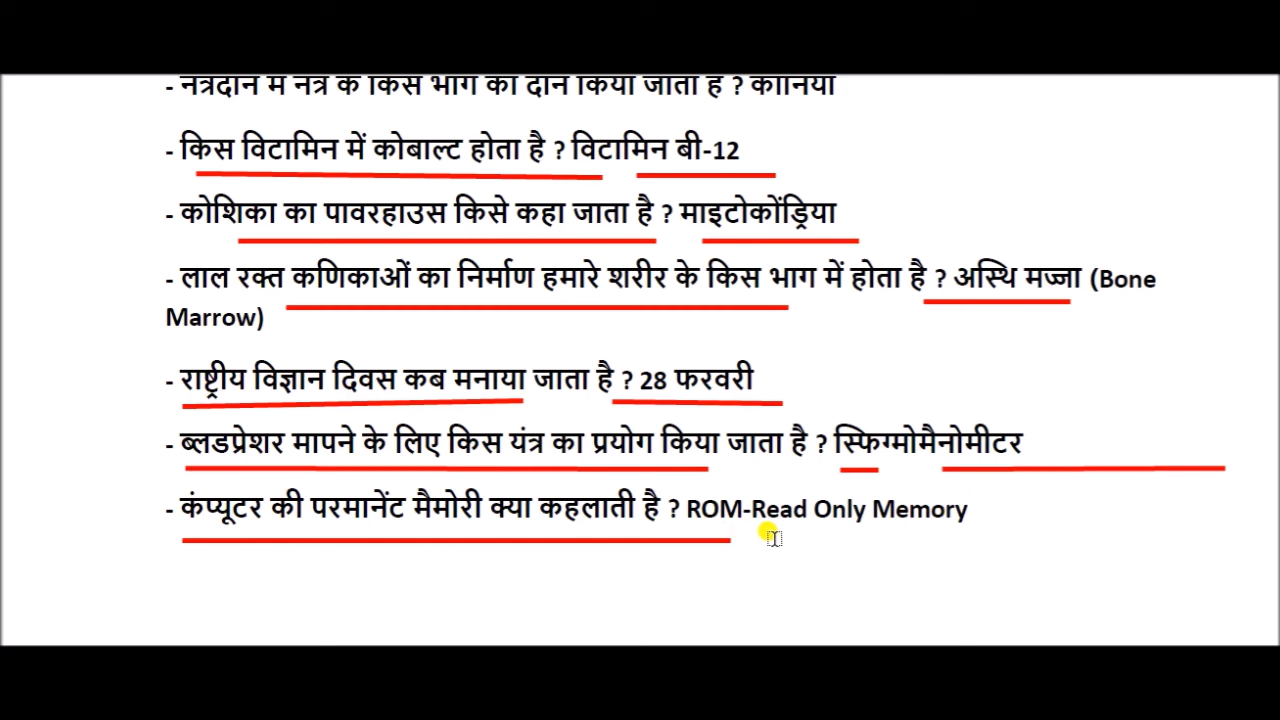 - नेत्रदान में नेत्र के किस भाग का दान किया जाता है ? कॉर्निया
- किस विटामिन में कोबाल्ट होता है ? विटामिन बी-12
- कोशिका का पावरहाउस किसे कहा जाता है ? माइटोकोंड्रिया
- लाल रक्त कणिकाओं का निर्माण हमारे शरीर के किस भाग में होता है ? अस्थि मज्जा (Bone
Marrow)
- राष्ट्रीय विज्ञान दिवस कब मनाया जाता है ? 28 फरवरी
- ब्लडप्रेशर मापने के लिए किस यंत्र का प्रयोग किया जाता है ? स्फिग्मोमैनोमीटर
- कंप्यूटर की परमानेंट मैमोरी क्या कहलाती है ? ROM-Read Only Memory